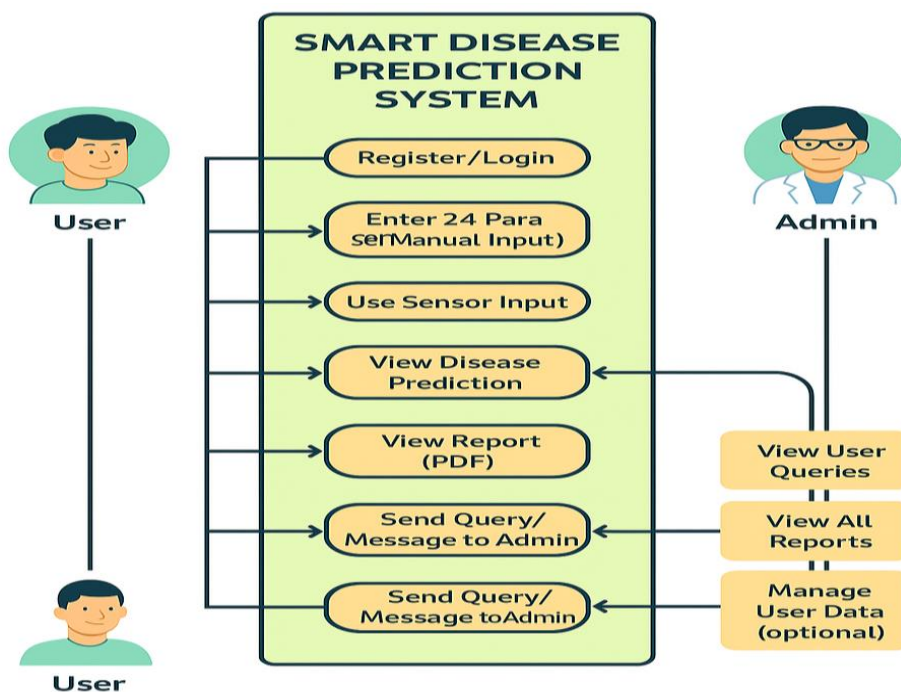 SMART DISEASE
PREDICTION
SYSTEM
User
Admin
Register/Login
Enter 24 Para
serManual Input)
Use Sensor Input
View Disease
Prediction
View Report
(PDF)
Send Query/
Message to Admin
Send Query/
Message toAdmin
View User
Queries
View All
Reports
Manage
User Data
(optional)
User